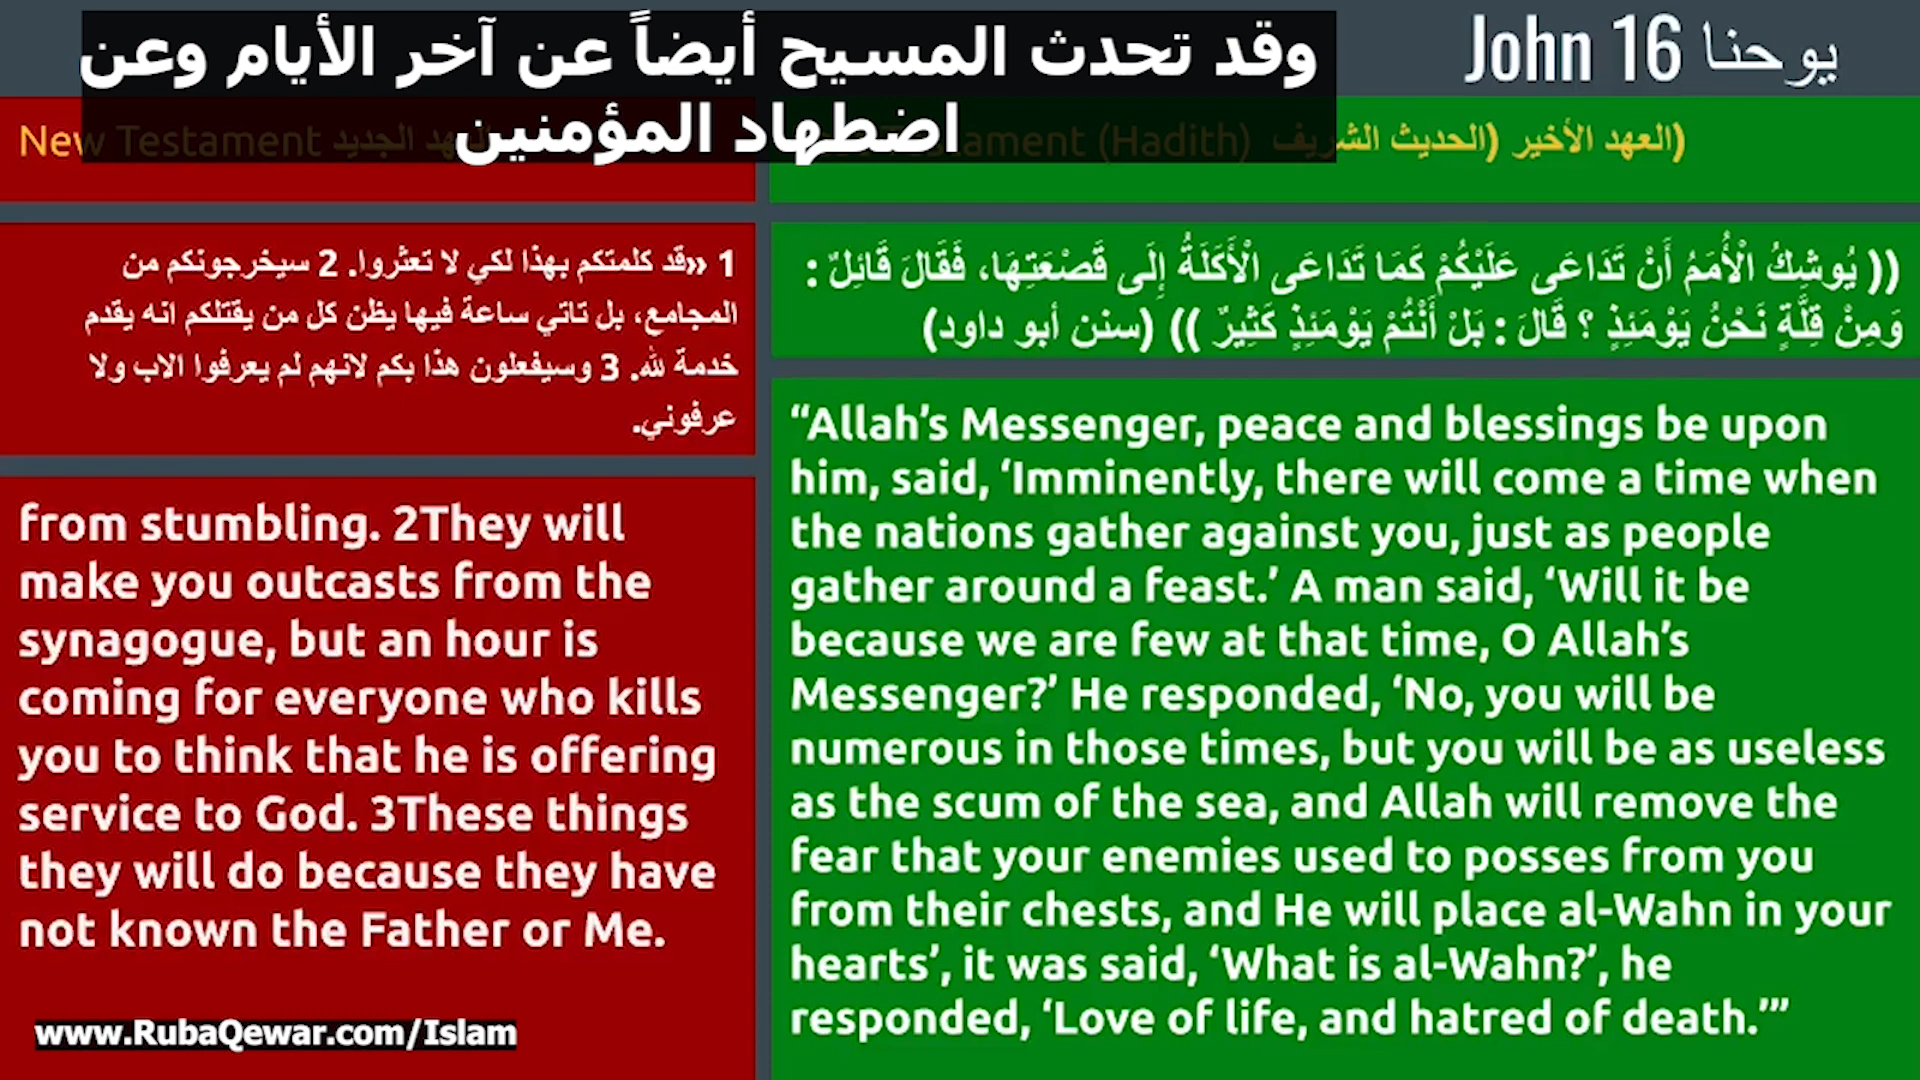 وقد تحدث المسيح أيضاً عن آخر الأيام وعن
اضطهاد المؤمنين
John 16 يوحنا
New Testament العهد الجديد
Testament (Hadith) العهد الأخير (الحديث الشريف)
1 «قد كلمتكم بهذا لكي لا تعثروا. 2 سيخرجونكم من
المجامع، بل تاتي ساعة فيها يظن كل من يقتلكم انه يقدم
خدمة لله. 3 وسيفعلون هذا بكم لانهم لم يعرفوا الاب ولا
عرفوني.
from stumbling. 2They will
make you outcasts from the
synagogue, but an hour is
coming for everyone who kills
you to think that he is offering
service to God. 3These things
they will do because they have
not known the Father or Me.
www.RubaQewar.com/Islam
(( يُوشِكُ الْأُمَمُ أَنْ تَدَاعَى عَلَيْكُمْ كَمَا تَدَاعَى الْأَكَلَةُ إِلَى قَصْعَتِهَا، فَقَالَ قَائِلٌ :
وَمِنْ قِلَّةٍ نَحْنُ يَوْمَئِذٍ ؟ قَالَ : بَلْ أَنْتُمْ يَوْمَئِذٍ كَثِيرٌ )) (سنن أبو داود)
“Allah’s Messenger, peace and blessings be upon
him, said, ‘Imminently, there will come a time when
the nations gather against you, just as people
gather around a feast.’ A man said, ‘Will it be
because we are few at that time, O Allah’s
Messenger?’ He responded, ‘No, you will be
numerous in those times, but you will be as useless
as the scum of the sea, and Allah will remove the
fear that your enemies used to posses from you
from their chests, and He will place al-Wahn in your
hearts’, it was said, ‘What is al-Wahn?’, he
responded, ‘Love of life, and hatred of death.’”